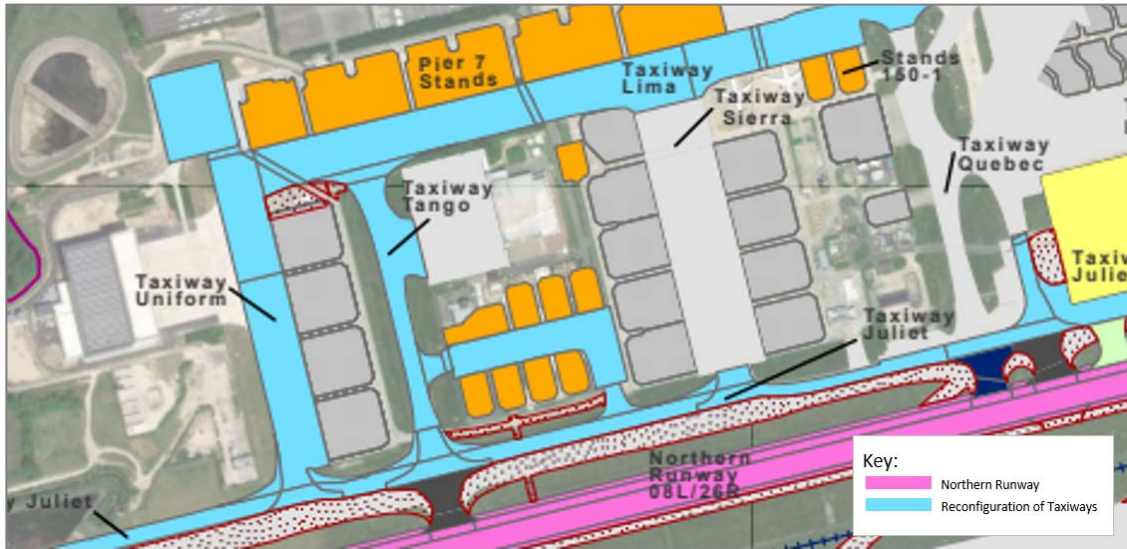 Pier 7
Stands
Taxiway
Lima
Stands
150-1
Taxiway
Sierra
Taxiway
Quebec
Taxiway
Tango
Taxiway
Uniform
Taxiway
Juliet
Northern
Runway
08L/26R
Juliet
Key:
Northern Runway
Reconfiguration of Taxiways